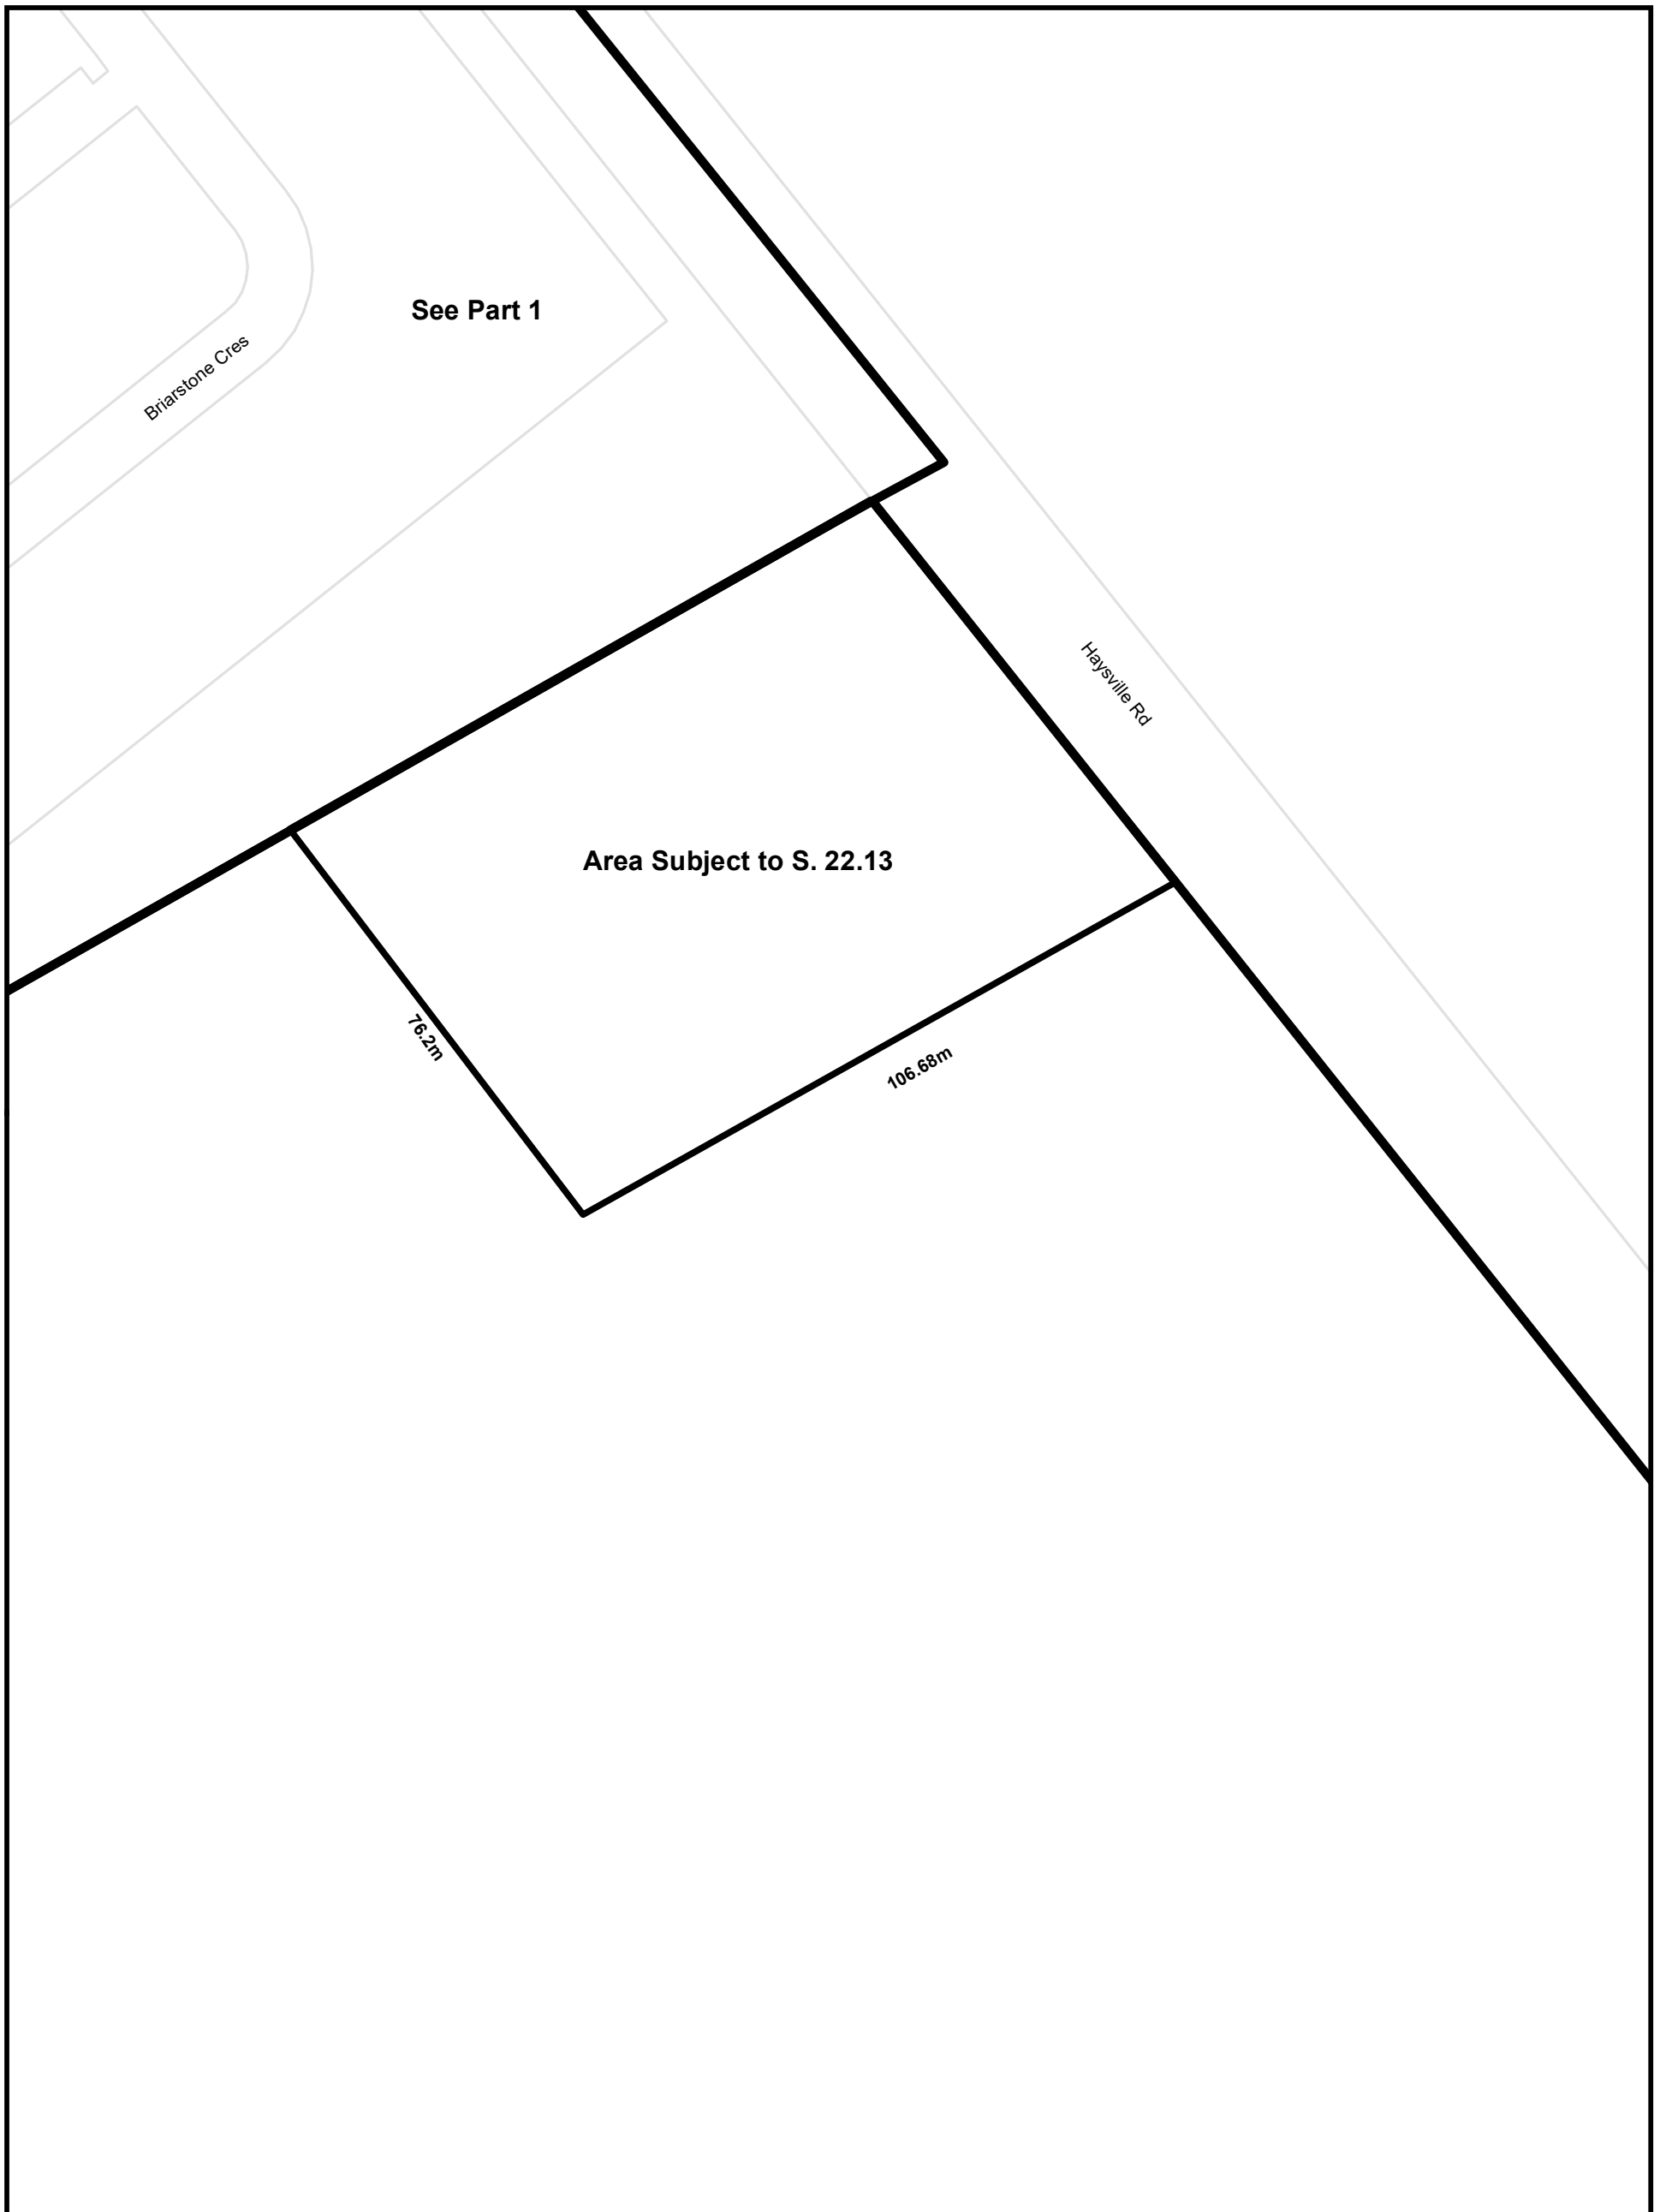 See Part 1
Briarstone Cres
Haysville Rd
Area Subject to S. 22.13
76.2m
106.68m